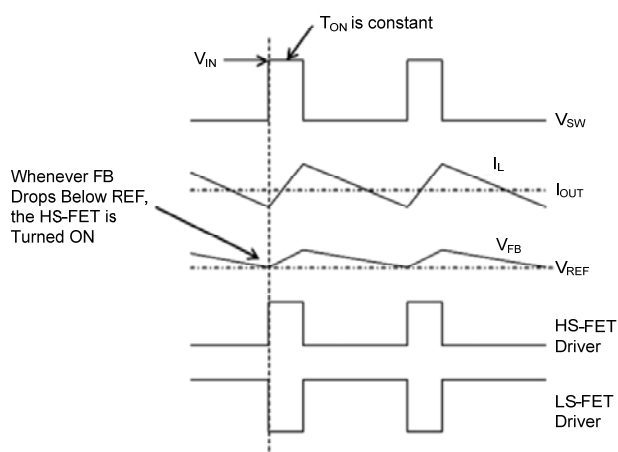 TON is constant
VIN
VSW
IL
IOUT
Whenever FB
Drops Below REF,
the HS-FET is
Turned ON
VFB
VREF
HS-FET
Driver
LS-FET
Driver